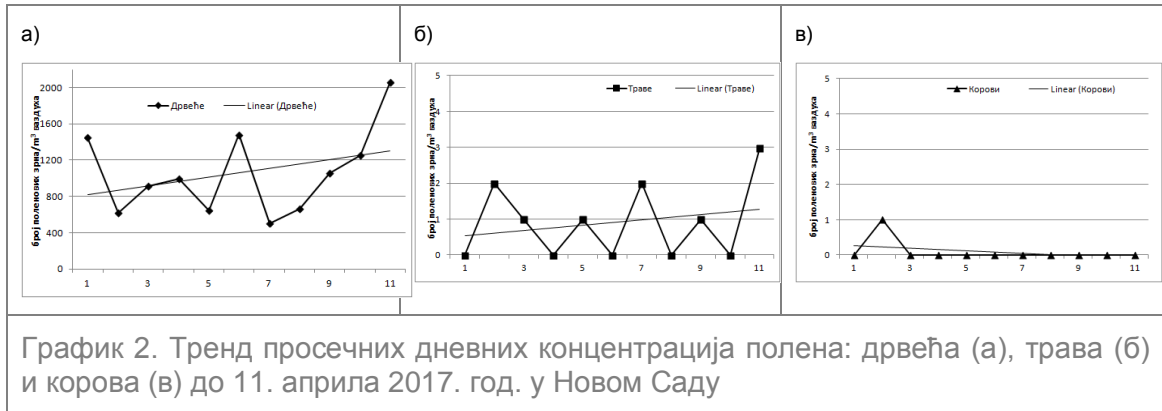 а)
број поленових зрна/m³ ваздуха
2000
1600
1200
800
400
0
Дрвеће
Linear (Дрвеће)
1 3 5 7 9 11
б)
број поленових зрна/m³ ваздуха
5
4
3
2
1
0
Траве
Linear (Траве)
1 3 5 7 9 11
в)
број поленових зрна/m³ ваздуха
5
4
3
2
1
0
Корови
Linear (Корови)
1 3 5 7 9 11
График 2. Тренд просечних дневних концентрација полена: дрвећа (а), трава (б)
и корова (в) до 11. априла 2017. год. у Новом Саду